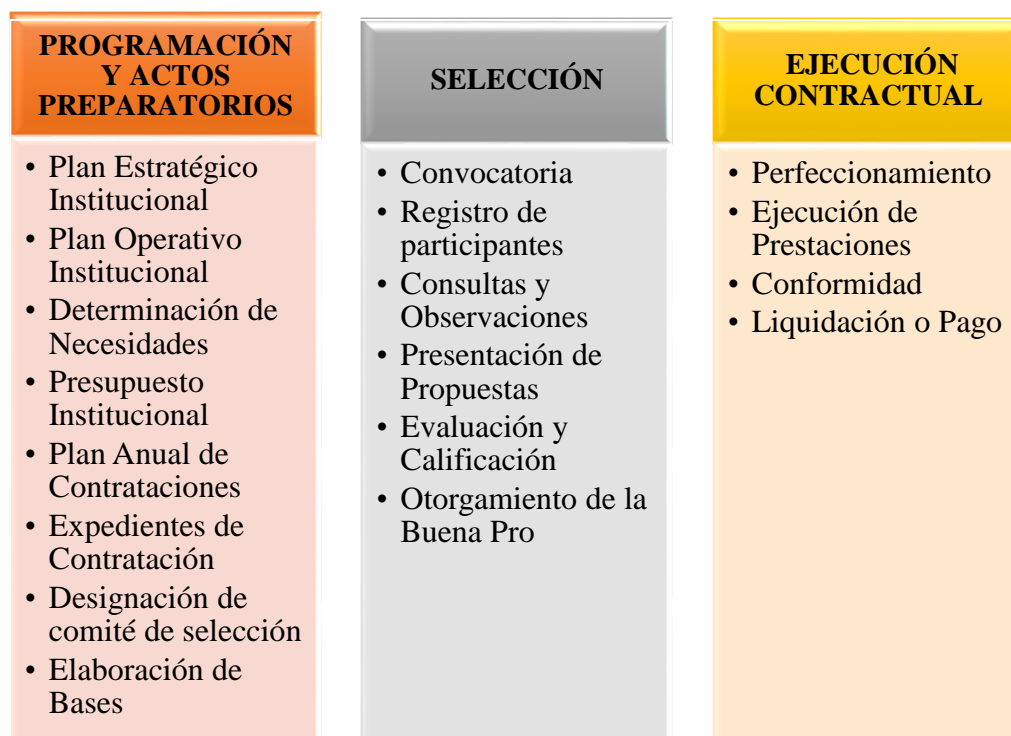 PROGRAMACIÓN
Y ACTOS
PREPARATORIOS
• Plan Estratégico
Institucional
• Plan Operativo
Institucional
• Determinación de
Necesidades
• Presupuesto
Institucional
• Plan Anual de
Contrataciones
• Expedientes de
Contratación
• Designación de
comité de selección
• Elaboración de
Bases
SELECCIÓN
• Convocatoria
• Registro de
participantes
• Consultas y
Observaciones
• Presentación de
Propuestas
• Evaluación y
Calificación
• Otorgamiento de la
Buena Pro
EJECUCIÓN
CONTRACTUAL
• Perfeccionamiento
• Ejecución de
Prestaciones
• Conformidad
• Liquidación o Pago